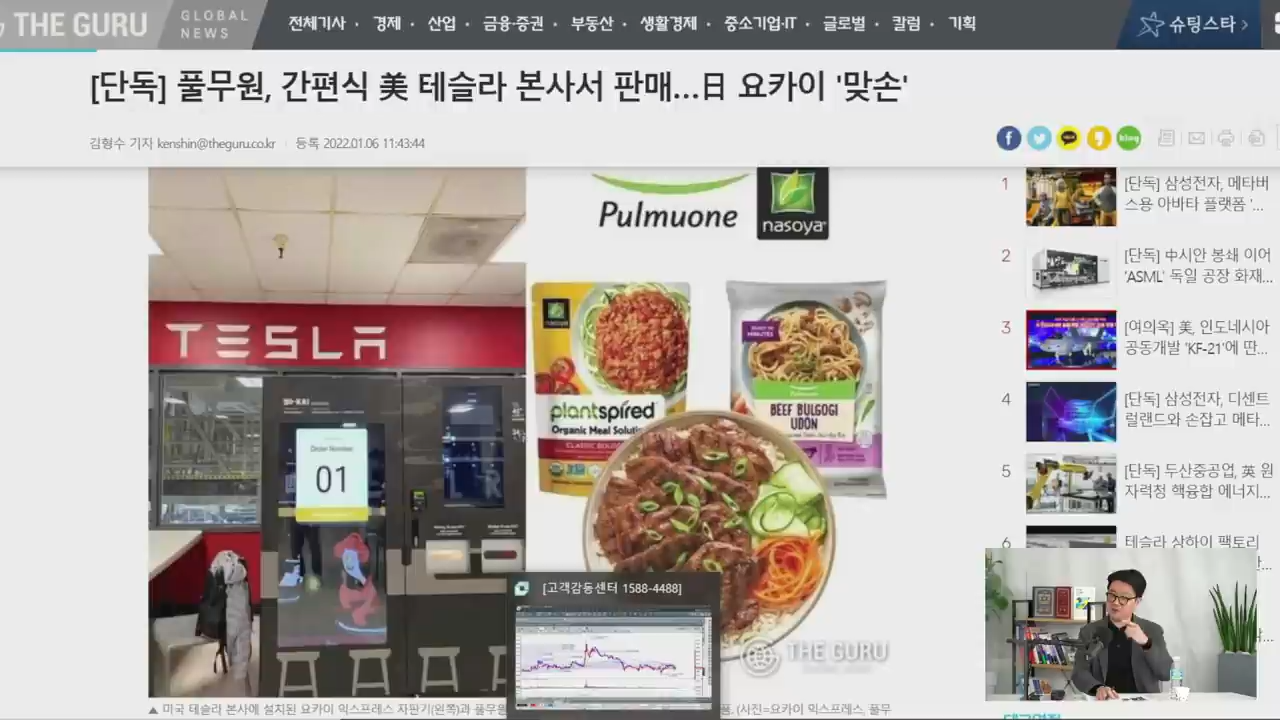 THE GURU
GLOBAL
NEWS
전체기사 · 경제 · 산업 · 금융·증권 · 부동산 · 생활경제 · 중소기업·IT · 글로벌 · 칼럼 · 기획
슈팅스타
[단독] 풀무원, 간편식 美 테슬라 본사서 판매...日 요카이 '맞손'
김형수 기자 kenshin@theguru.co.kr
등록 2022.01.06 11:43:44
blog
TESLA
Order Number
01
Pulmuone
nasoya
nasoya
plantspired
Organic Meal Soluti
CLASSIC BOLOG
READY IN
MINUTES
Pulmuone
BEEF BULGOGI
UDON
THE GURU
[고객감동센터 1588-4488]
1
[단독] 삼성전자, 메타버
스용 아바타 플랫폼 '...
2
[단독] 中시안 봉쇄 이어
'ASML' 독일 공장 화재...
3
[여의옥] 美, 인도네시아
공동개발 'KF-21'에 딴...
4
[단독] 삼성전자, 디센트
럴랜드와 손잡고 메타...
5
[단독] 두산중공업, 英 원
자력청 핵융합 에너지...
6
테슬라 상하이 팩토리
▲ 미국 테슬라 본사에 설치된 요카이 익스프레스 자판기(왼쪽)과 풀무원
품. (사진=요카이 익스프레스, 풀무